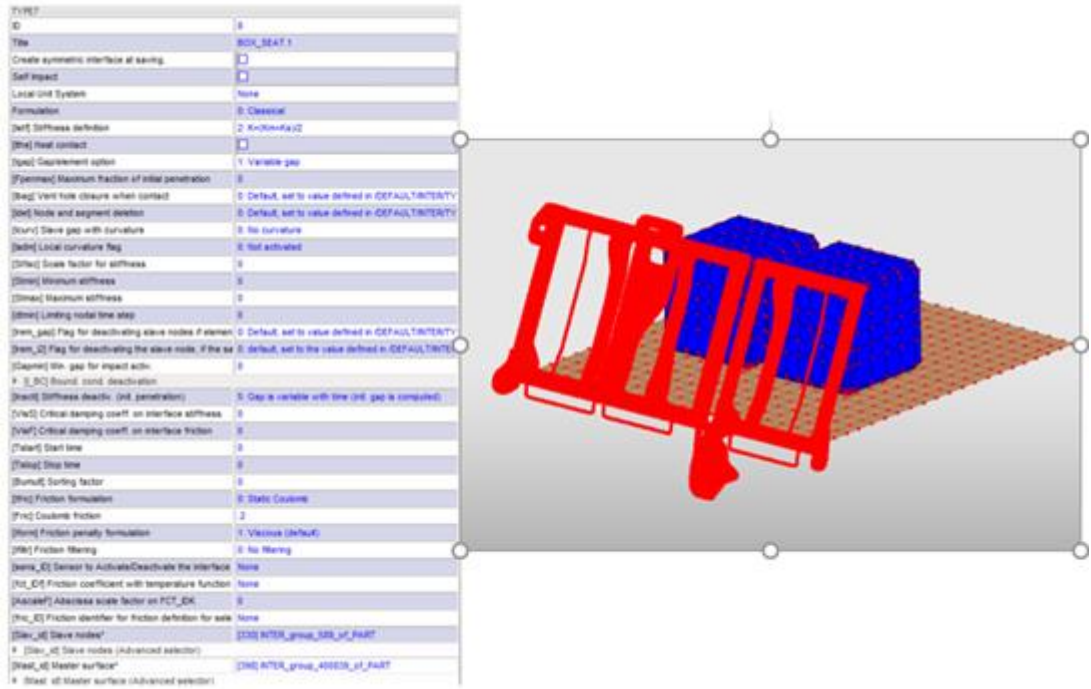 TYPE7
ID 8
Title BOX_SEAT 1
Create symmetric interface at saving.
Self Impact
Local Unit System None
Formulation 0: Classical
[Istf] Stiffness definition 2: K=(Km+Ks)/2
[Ithe] Heat contact
[Igap] Gap/element option 1: Variable gap
[Fpenmax] Maximum fraction of initial penetration 0
[Ibag] Vent hole closure when contact 0: Default, set to value defined in /DEFAULT/INTER/TY
[Idel] Node and segment deletion 0: Default, set to value defined in /DEFAULT/INTER/TY
[Icurv] Slave gap with curvature 0: No curvature
[Iadm] Local curvature flag 0: Not activated
[Stfac] Scale factor for stiffness 0
[Stmin] Minimum stiffness 0
[Stmax] Maximum stiffness 0
[dtmin] Limiting nodal time step 0
[Irem_gap] Flag for deactivating slave nodes if elemen 0: Default, set to value defined in /DEFAULT/INTER/TY
[Irem_i2] Flag for deactivating the slave node, if the sa 0: default, set to the value defined in /DEFAULT/INTE
[Gapmin] Min. gap for impact activ. 0
[I_BC] Bound. cond. deactivation
[Inacti] Stiffness deactiv. (init. penetration) 5: Gap is variable with time (init. gap is computed)
[VisS] Critical damping coeff. on interface stiffness 0
[VisF] Critical damping coeff. on interface friction 0
[Tstart] Start time 0
[Tstop] Stop time 0
[Bumult] Sorting factor 0
[Ifric] Friction formulation 0: Static Coulomb
[Fric] Coulomb friction .2
[Iform] Friction penalty formulation 1: Viscous (default)
[Ifiltr] Friction filtering 0: No filtering
[sens_ID] Sensor to Activate/Deactivate the interface None
[fct_IDf] Friction coefficient with temperature function None
[AscaleF] Abscissa scale factor on FCT_IDK 0
[fric_ID] Friction identifier for friction definition for sele None
[Slav_id] Slave nodes* [330] INTER_group_589_of_PART
[Slav_id] Slave nodes (Advanced selector)
[Mast_id] Master surface* INTER_group_400039_of_PART
[Mast_id] Master surface (Advanced selector)